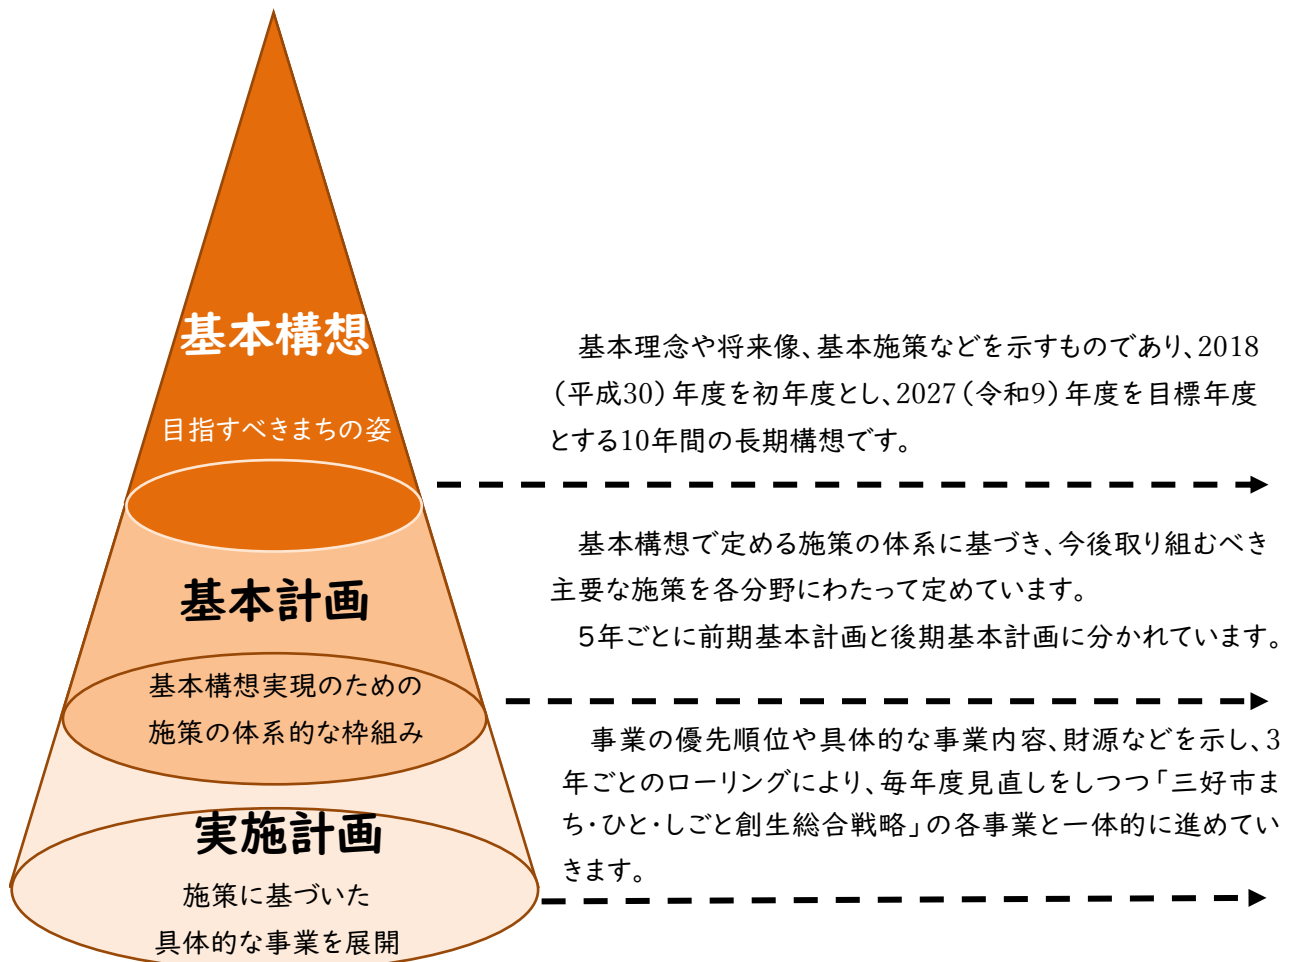 基本構想
目指すべきまちの姿
基本理念や将来像、基本施策などを示すものであり、2018
（平成30）年度を初年度とし、2027（令和9）年度を目標年度
とする10年間の長期構想です。
基本計画
基本構想実現のための
施策の体系的な枠組み
基本構想で定める施策の体系に基づき、今後取り組むべき
主要な施策を各分野にわたって定めています。
5年ごとに前期基本計画と後期基本計画に分かれています。
実施計画
施策に基づいた
具体的な事業を展開
事業の優先順位や具体的な事業内容、財源などを示し、3
年ごとのローリングにより、毎年度見直しをしつつ「三好市ま
ち・ひと・しごと創生総合戦略」の各事業と一体的に進めてい
きます。